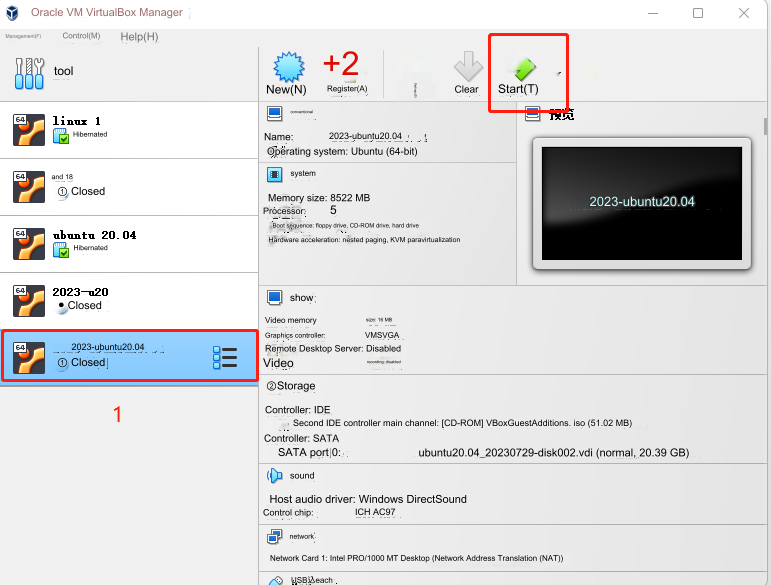 Oracle VM VirtualBox Manager
Management(F) Control(M) Help(H)
tool
New(N)
+2
Register(A)
Clear
Start(T)
linux 1
Hibernated
and 18
① Closed
ubuntu 20.04
Hibernated
2023-u20
Closed
2023-ubuntu20.04
① Closed
1
conventional
Name: 2023-ubuntu20.04
Operating system: Ubuntu (64-bit)
预览
2023-ubuntu20.04
system
Memory size: 8522 MB
Processor: 5
Boot sequence: floppy drive, CD-ROM drive, hard drive
Hardware acceleration: nested paging, KVM paravirtualization
show
Video memory size: 16 MB
Graphics controller: VMSVGA
Remote Desktop Server: Disabled
Video recording: disabled
②Storage
Controller: IDE
Second IDE controller main channel: [CD-ROM] VBoxGuestAdditions. iso (51.02 MB)
Controller: SATA
SATA port 0: ubuntu20.04_20230729-disk002.vdi (normal, 20.39 GB)
sound
Host audio driver: Windows DirectSound
Control chip: ICH AC97
network
Network Card 1: Intel PRO/1000 MT Desktop (Network Address Translation (NAT))